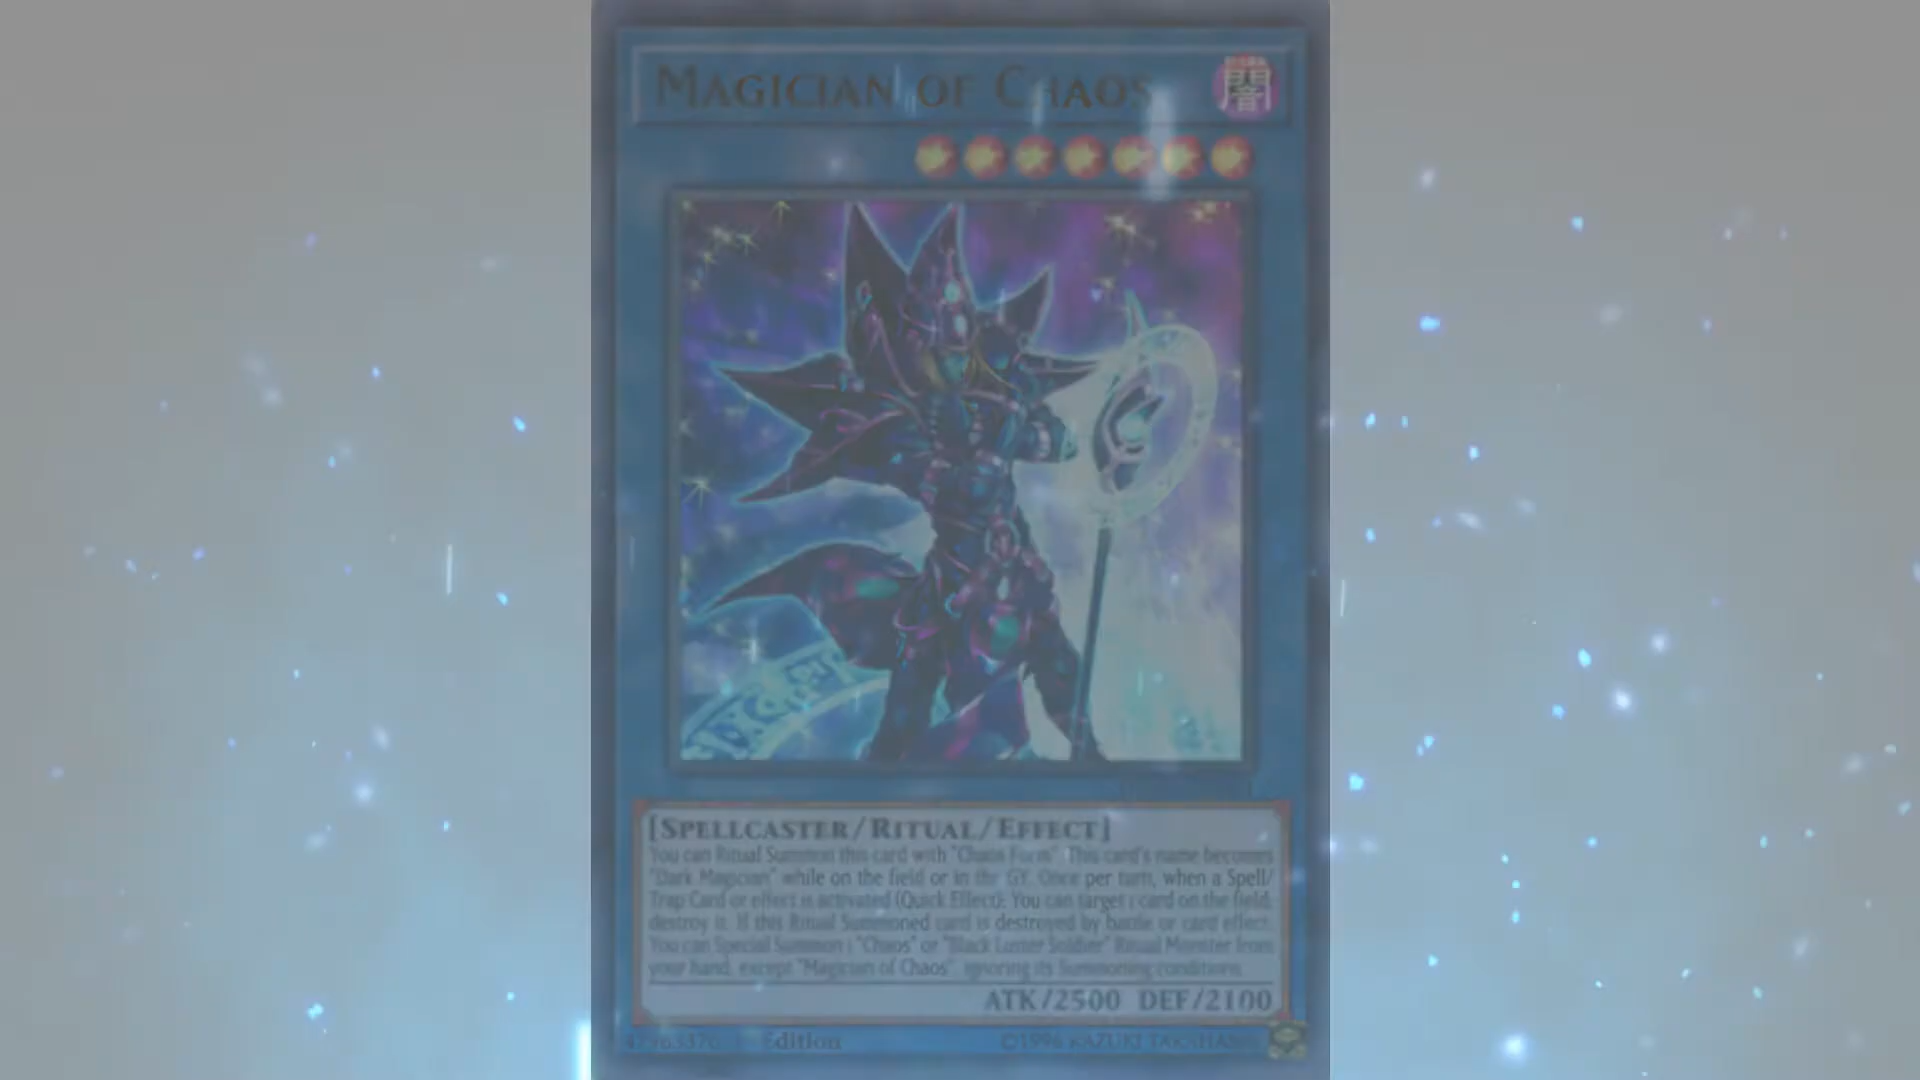 MAGICIAN OF CHAOS
闇
[SPELLCASTER/RITUAL/EFFECT]
You can Ritual Summon this card with "Chaos Form". This card's name becomes
"Dark Magician" while on the field or in the GY. Once per turn, when a Spell/
Trap Card or effect is activated (Quick Effect): You can target 1 card on the field;
destroy it. If this Ritual Summoned card is destroyed by battle or card effect:
You can Special Summon 1 "Chaos" or "Black Luster Soldier" Ritual Monster from
your hand, except "Magician of Chaos", ignoring its Summoning conditions.
ATK/2500 DEF/2100
Edition
©1996 KAZUKI TAKAHASHI